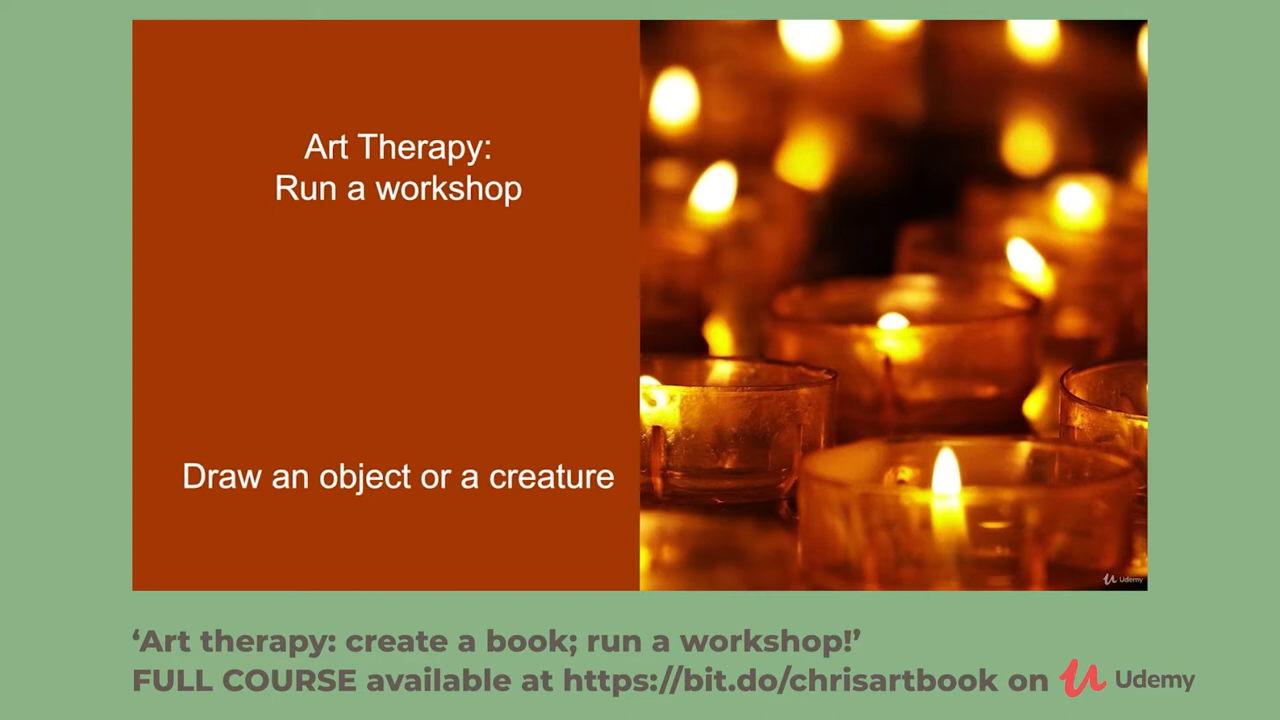 Art Therapy:
Run a workshop
Draw an object or a creature
Udemy
‘Art therapy: create a book; run a workshop!’
FULL COURSE available at https://bit.do/chrisartbook on Udemy